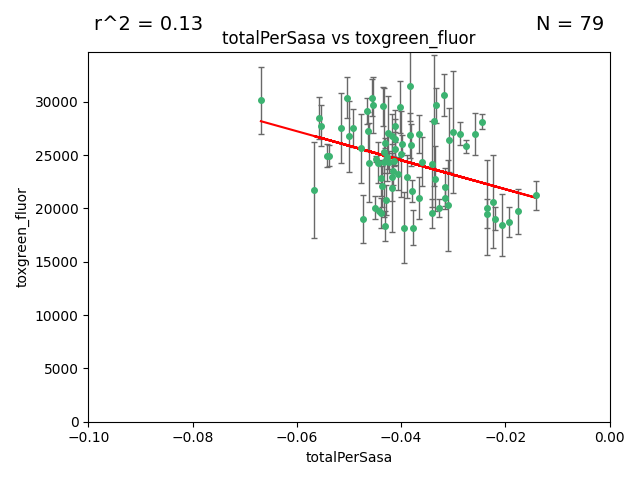 r^2 = 0.13
N = 79
totalPerSasa vs toxgreen_fluor
toxgreen_fluor
30000
25000
20000
15000
10000
5000
0
−0.10
−0.08
−0.06
−0.04
−0.02
0.00
totalPerSasa